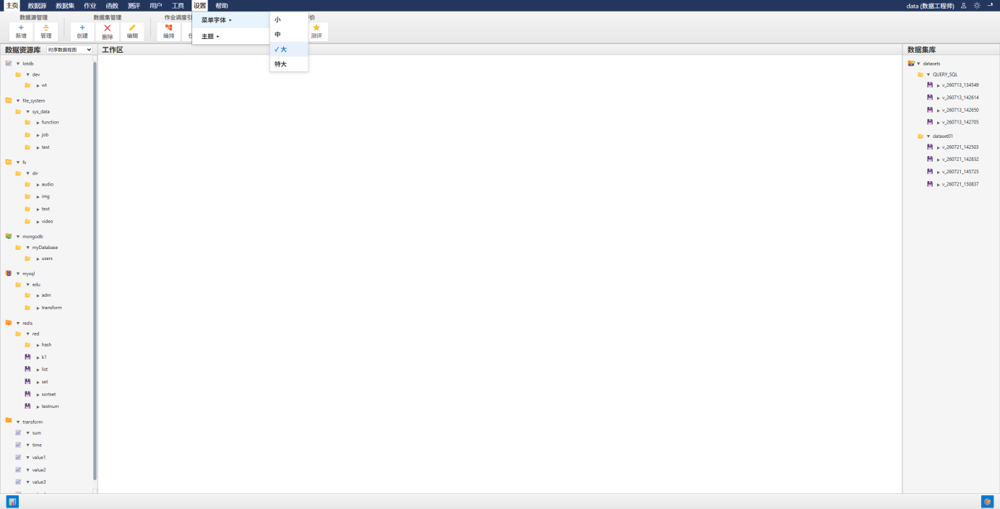 主页 数据源 数据集 作业 函数 测评 用户 工具 设置 帮助 data (数据工程师)
数据源管理 数据集管理 作业调度引 价
新增 管理 创建 删除 编辑 编排 测评
菜单字体
主题
小
中
✓ 大
特大
数据资源库 时序数据视图 工作区 数据集库
iotdb
dev
wt
file_system
sys_data
function
job
test
fs
dir
audio
img
text
video
mongodb
myDatabase
users
mysql
edu
adm
transform
redis
red
hash
k1
list
set
sortset
testnum
transform
sum
time
value1
value2
value3
datasets
QUERY_SQL
v_260713_134549
v_260713_142614
v_260713_142650
v_260713_142705
dataset01
v_260721_142503
v_260721_142832
v_260721_145725
v_260721_150837